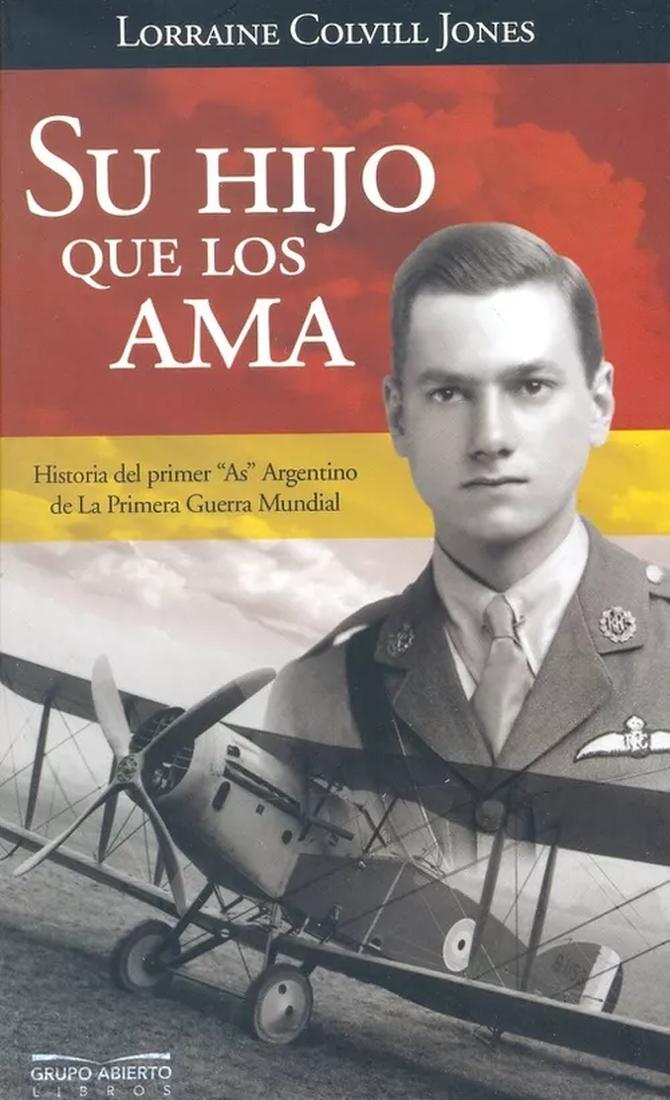 LORRAINE COLVILL JONES
SU HIJO
QUE LOS
AMA
Historia del primer “As” Argentino
de La Primera Guerra Mundial
GRUPO ABIERTO
LIBROS